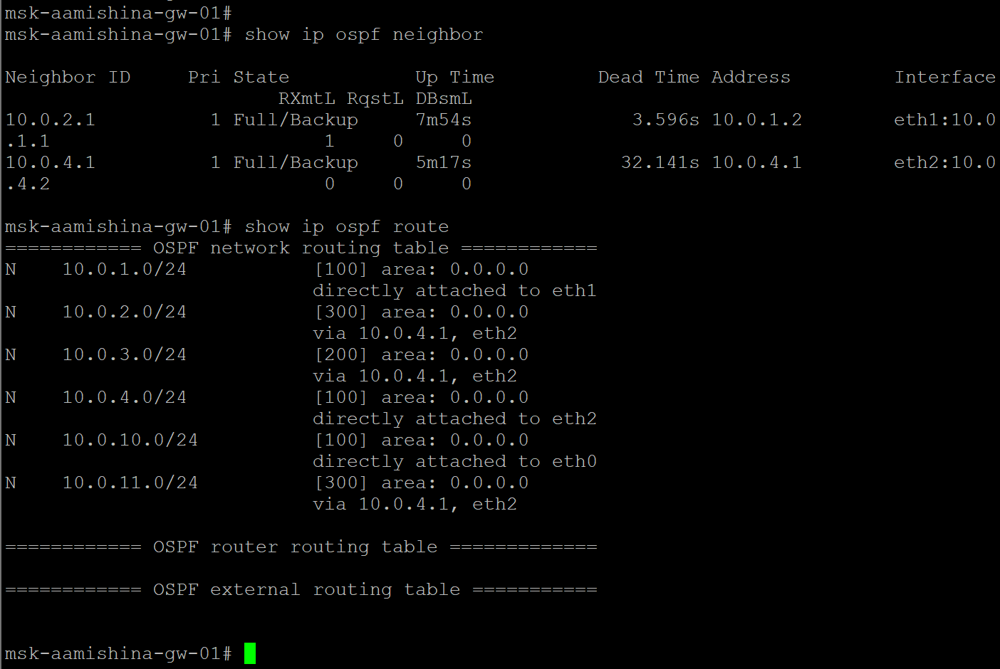 msk-aamishina-gw-01#
msk-aamishina-gw-01# show ip ospf neighbor
Neighbor ID     Pri State           Up Time         Dead Time Address         Interface
                        RXmtL RqstL DBsmL
10.0.2.1          1 Full/Backup     7m54s              3.596s 10.0.1.2        eth1:10.0
.1.1                        1     0     0
10.0.4.1          1 Full/Backup     5m17s             32.141s 10.0.4.1        eth2:10.0
.4.2                        0     0     0
msk-aamishina-gw-01# show ip ospf route
============ OSPF network routing table ============
N    10.0.1.0/24           [100] area: 0.0.0.0
                           directly attached to eth1
N    10.0.2.0/24           [300] area: 0.0.0.0
                           via 10.0.4.1, eth2
N    10.0.3.0/24           [200] area: 0.0.0.0
                           via 10.0.4.1, eth2
N    10.0.4.0/24           [100] area: 0.0.0.0
                           directly attached to eth2
N    10.0.10.0/24          [100] area: 0.0.0.0
                           directly attached to eth0
N    10.0.11.0/24          [300] area: 0.0.0.0
                           via 10.0.4.1, eth2
============ OSPF router routing table =============
============ OSPF external routing table ===========
msk-aamishina-gw-01#